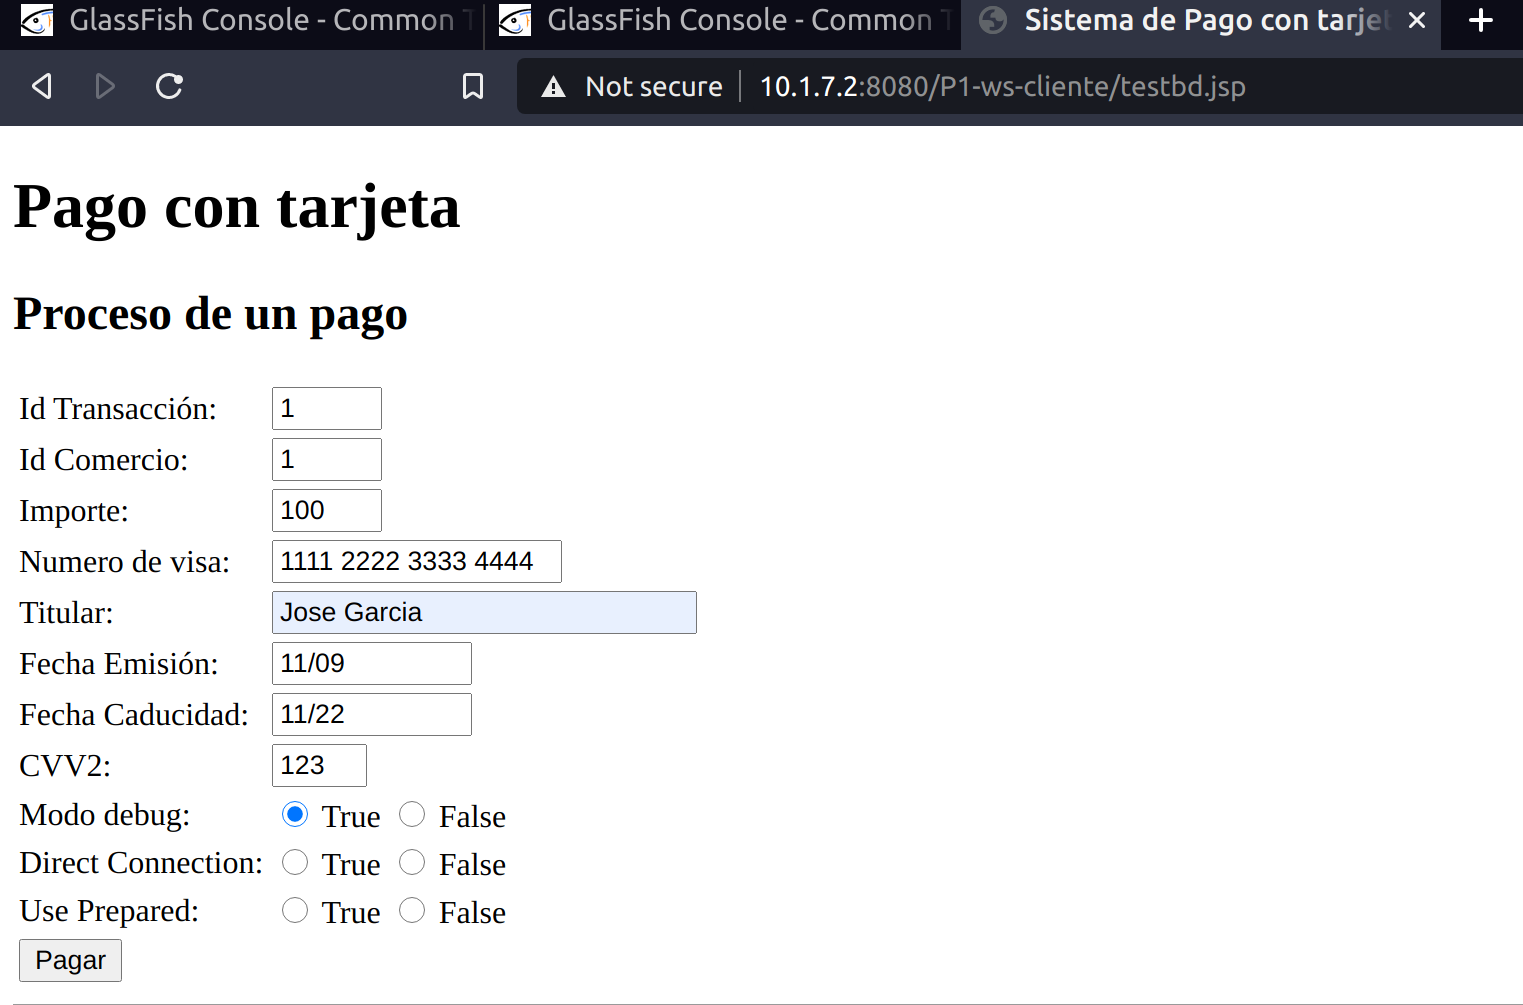 GlassFish Console - Common T
GlassFish Console - Common T
Sistema de Pago con tarjet
Not secure
10.1.7.2:8080/P1-ws-cliente/testbd.jsp
Pago con tarjeta
Proceso de un pago
Id Transacción: 1
Id Comercio: 1
Importe: 100
Numero de visa: 1111 2222 3333 4444
Titular: Jose Garcia
Fecha Emisión: 11/09
Fecha Caducidad: 11/22
CVV2: 123
Modo debug: True False
Direct Connection: True False
Use Prepared: True False
Pagar